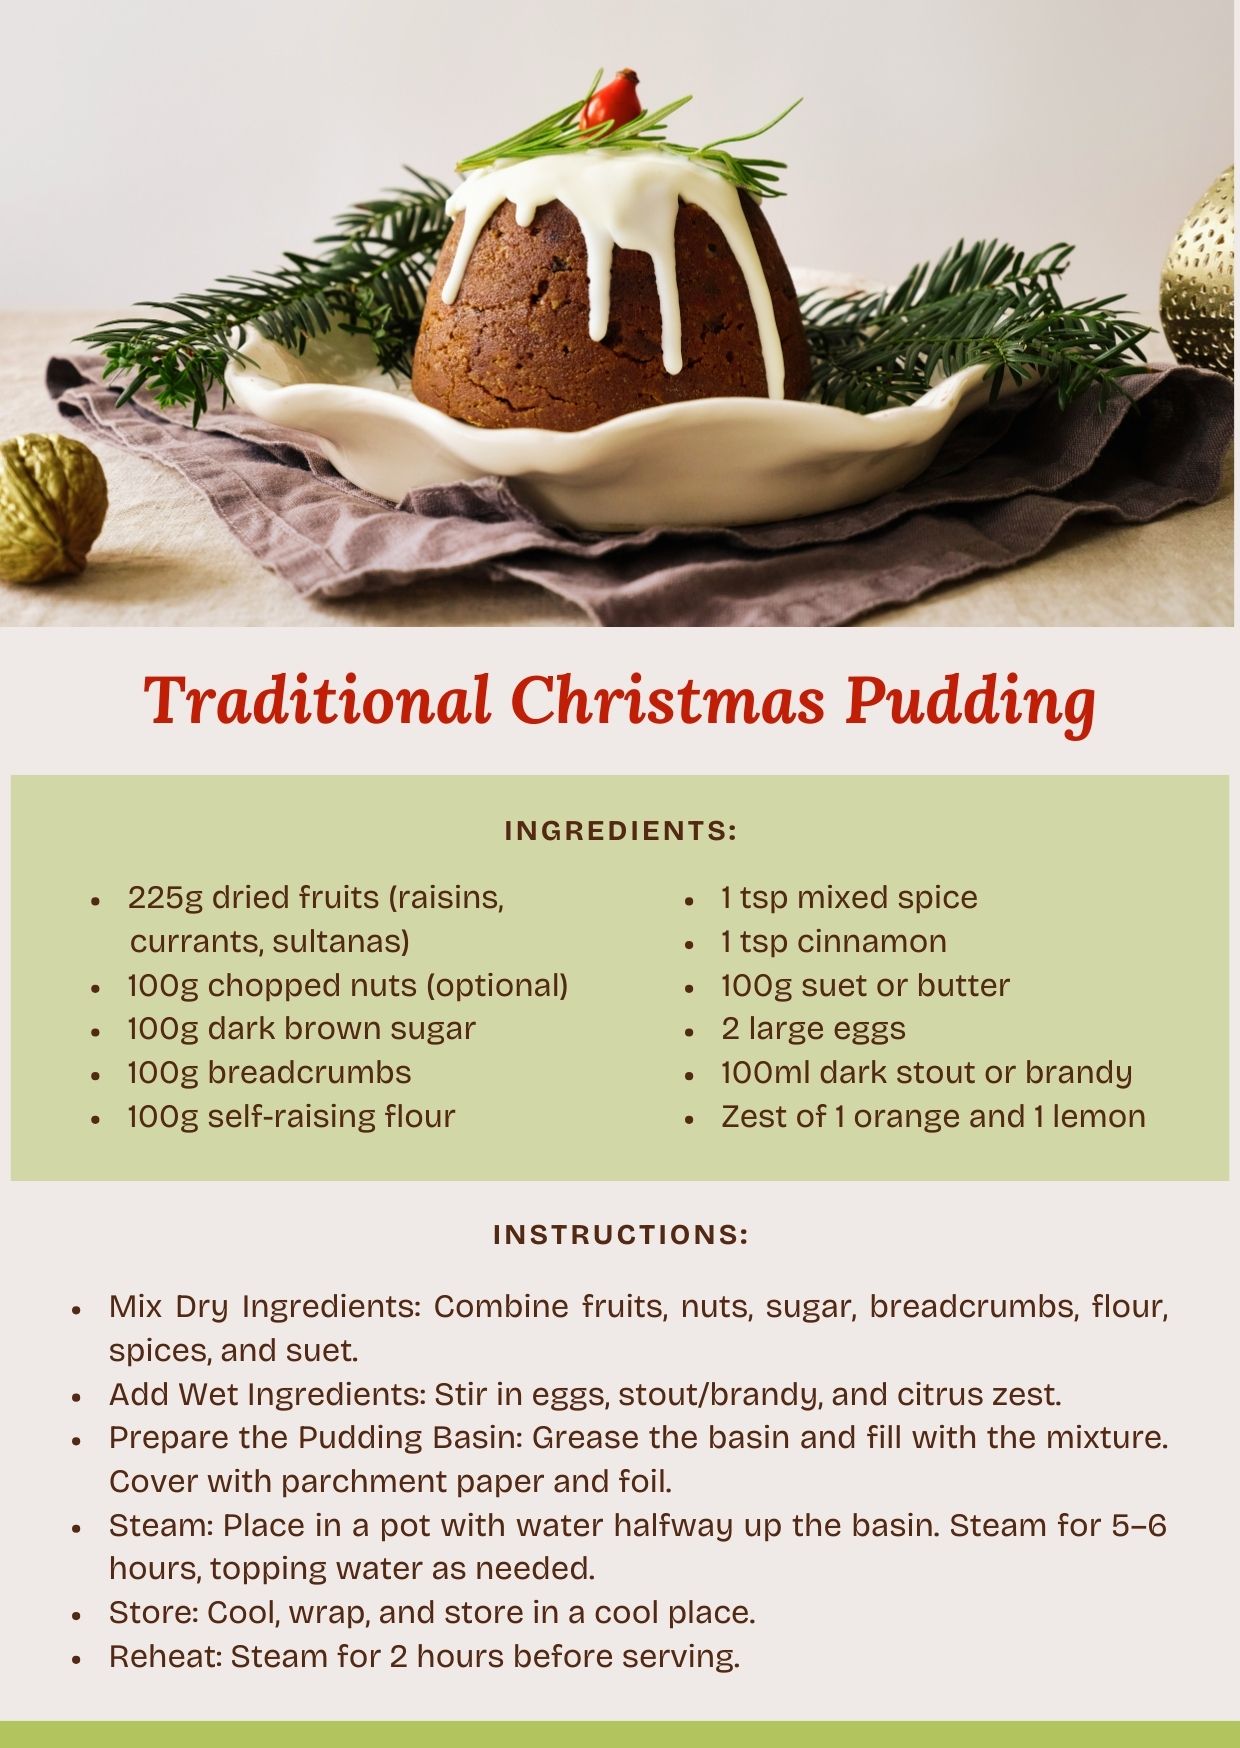 Traditional Christmas Pudding
INGREDIENTS:
• 225g dried fruits (raisins,
currants, sultanas)
• 100g chopped nuts (optional)
• 100g dark brown sugar
• 100g breadcrumbs
• 100g self-raising flour
• 1 tsp mixed spice
• 1 tsp cinnamon
• 100g suet or butter
• 2 large eggs
• 100ml dark stout or brandy
• Zest of 1 orange and 1 lemon
INSTRUCTIONS:
• Mix Dry Ingredients: Combine fruits, nuts, sugar, breadcrumbs, flour,
spices, and suet.
• Add Wet Ingredients: Stir in eggs, stout/brandy, and citrus zest.
• Prepare the Pudding Basin: Grease the basin and fill with the mixture.
Cover with parchment paper and foil.
• Steam: Place in a pot with water halfway up the basin. Steam for 5–6
hours, topping water as needed.
• Store: Cool, wrap, and store in a cool place.
• Reheat: Steam for 2 hours before serving.